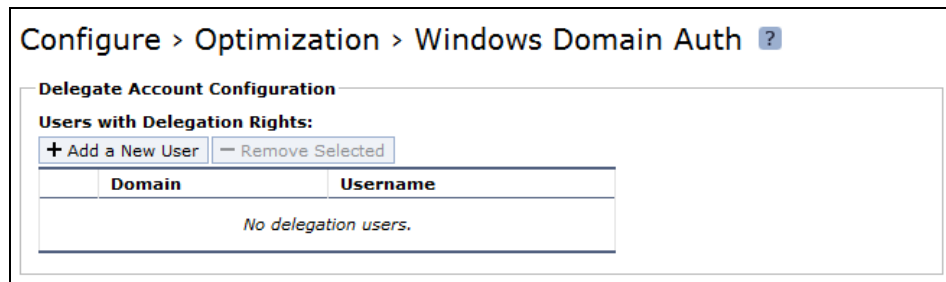 Configure > Optimization > Windows Domain Auth ?
Delegate Account Configuration
Users with Delegation Rights:
+ Add a New User − Remove Selected
Domain Username
No delegation users.